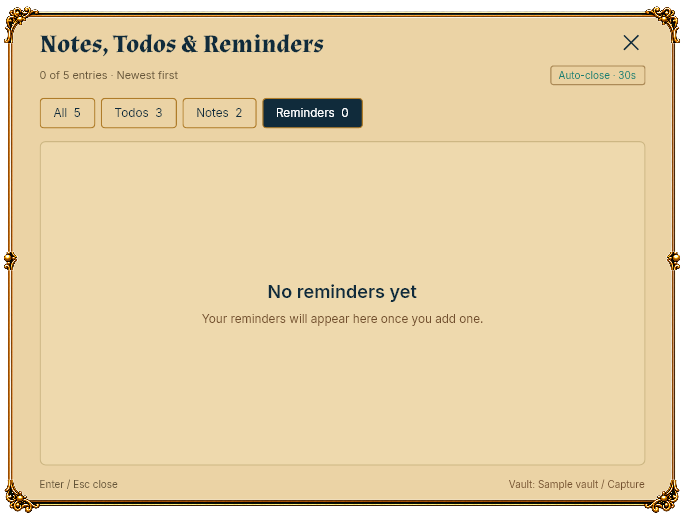 Notes, Todos & Reminders
0 of 5 entries · Newest first
Auto-close · 30s
All 5
Todos 3
Notes 2
Reminders 0
No reminders yet
Your reminders will appear here once you add one.
Enter / Esc close
Vault: Sample vault / Capture